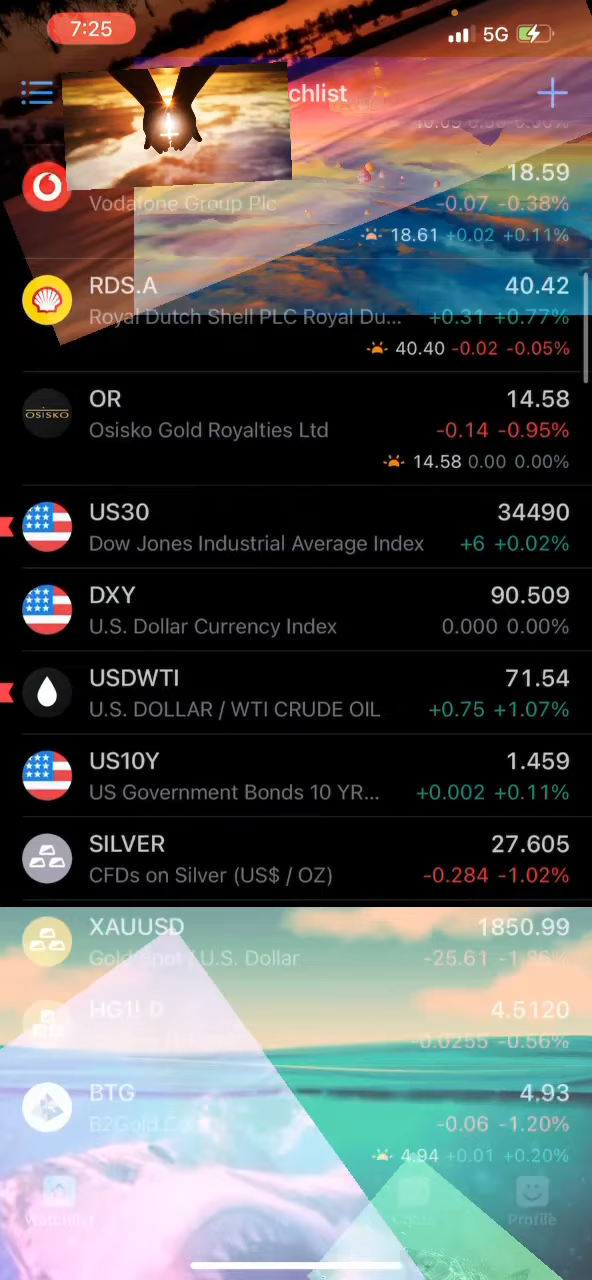 7:25
5G
chlist
18.59
Vodafone Group Plc -0.07 -0.38%
18.61 +0.02 +0.11%
RDS.A 40.42
Royal Dutch Shell PLC Royal Du... +0.31 +0.77%
40.40 -0.02 -0.05%
OSISKO
OR 14.58
Osisko Gold Royalties Ltd -0.14 -0.95%
14.58 0.00 0.00%
US30 34490
Dow Jones Industrial Average Index +6 +0.02%
DXY 90.509
U.S. Dollar Currency Index 0.000 0.00%
USDWTI 71.54
U.S. DOLLAR / WTI CRUDE OIL +0.75 +1.07%
US10Y 1.459
US Government Bonds 10 YR... +0.002 +0.11%
SILVER 27.605
CFDs on Silver (US$ / OZ) -0.284 -1.02%
XAUUSD 1850.99
Gold Spot / U.S. Dollar -25.61
HG1! 4.5120
-0.0255 -0.56%
BTG 4.93
B2Gold -0.06 -1.20%
4.94 +0.01 +0.20%
Watchlist Profile